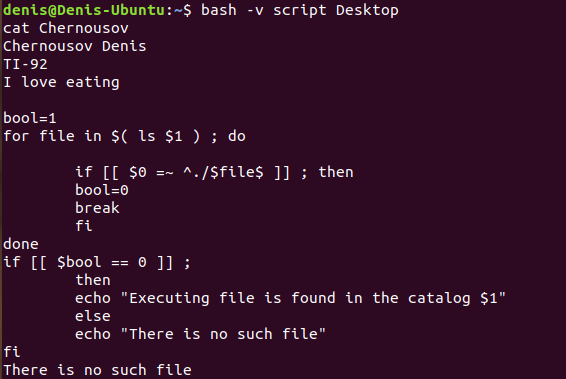 denis@Denis-Ubuntu:~$ bash -v script Desktop
cat Chernousov
Chernousov Denis
TI-92
I love eating

bool=1
for file in $( ls $1 ) ; do

        if [[ $0 =~ ^./$file$ ]] ; then
        bool=0
        break
        fi
done
if [[ $bool == 0 ]] ;
        then
        echo "Executing file is found in the catalog $1"
        else
        echo "There is no such file"
fi
There is no such file